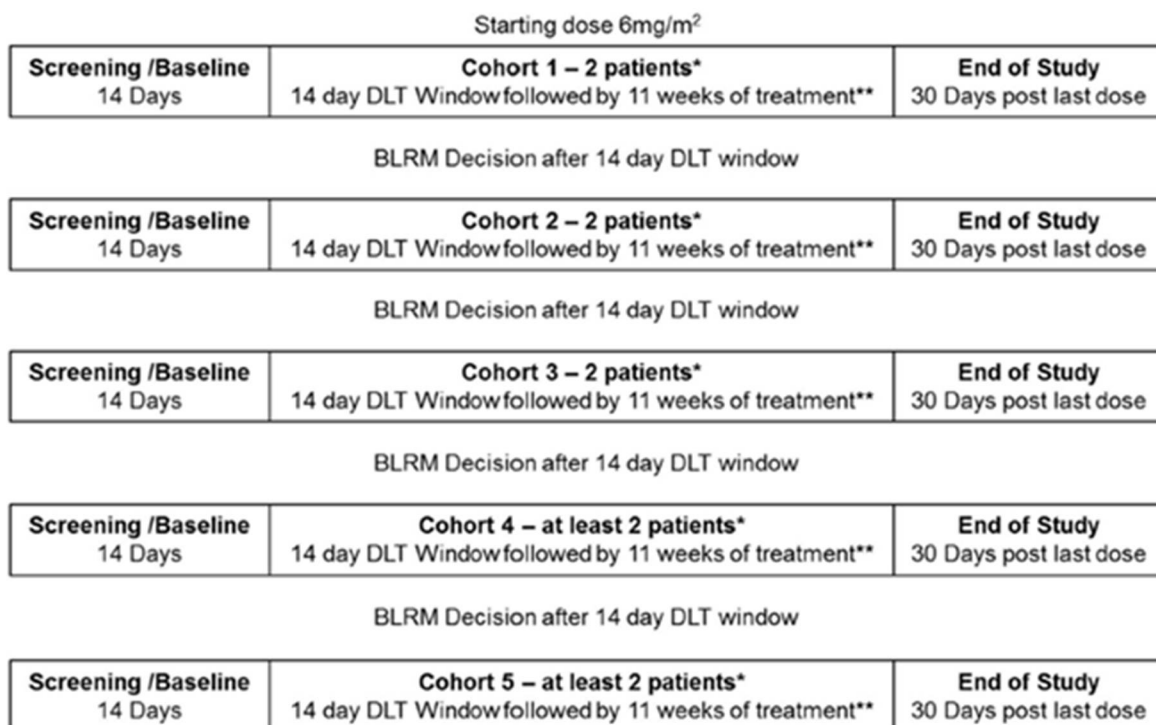 Starting dose 6mg/m²
Screening /Baseline
14 Days
Cohort 1 – 2 patients*
14 day DLT Window followed by 11 weeks of treatment**
End of Study
30 Days post last dose
BLRM Decision after 14 day DLT window
Screening /Baseline
14 Days
Cohort 2 – 2 patients*
14 day DLT Window followed by 11 weeks of treatment**
End of Study
30 Days post last dose
BLRM Decision after 14 day DLT window
Screening /Baseline
14 Days
Cohort 3 – 2 patients*
14 day DLT Window followed by 11 weeks of treatment**
End of Study
30 Days post last dose
BLRM Decision after 14 day DLT window
Screening /Baseline
14 Days
Cohort 4 – at least 2 patients*
14 day DLT Window followed by 11 weeks of treatment**
End of Study
30 Days post last dose
BLRM Decision after 14 day DLT window
Screening /Baseline
14 Days
Cohort 5 – at least 2 patients*
14 day DLT Window followed by 11 weeks of treatment**
End of Study
30 Days post last dose